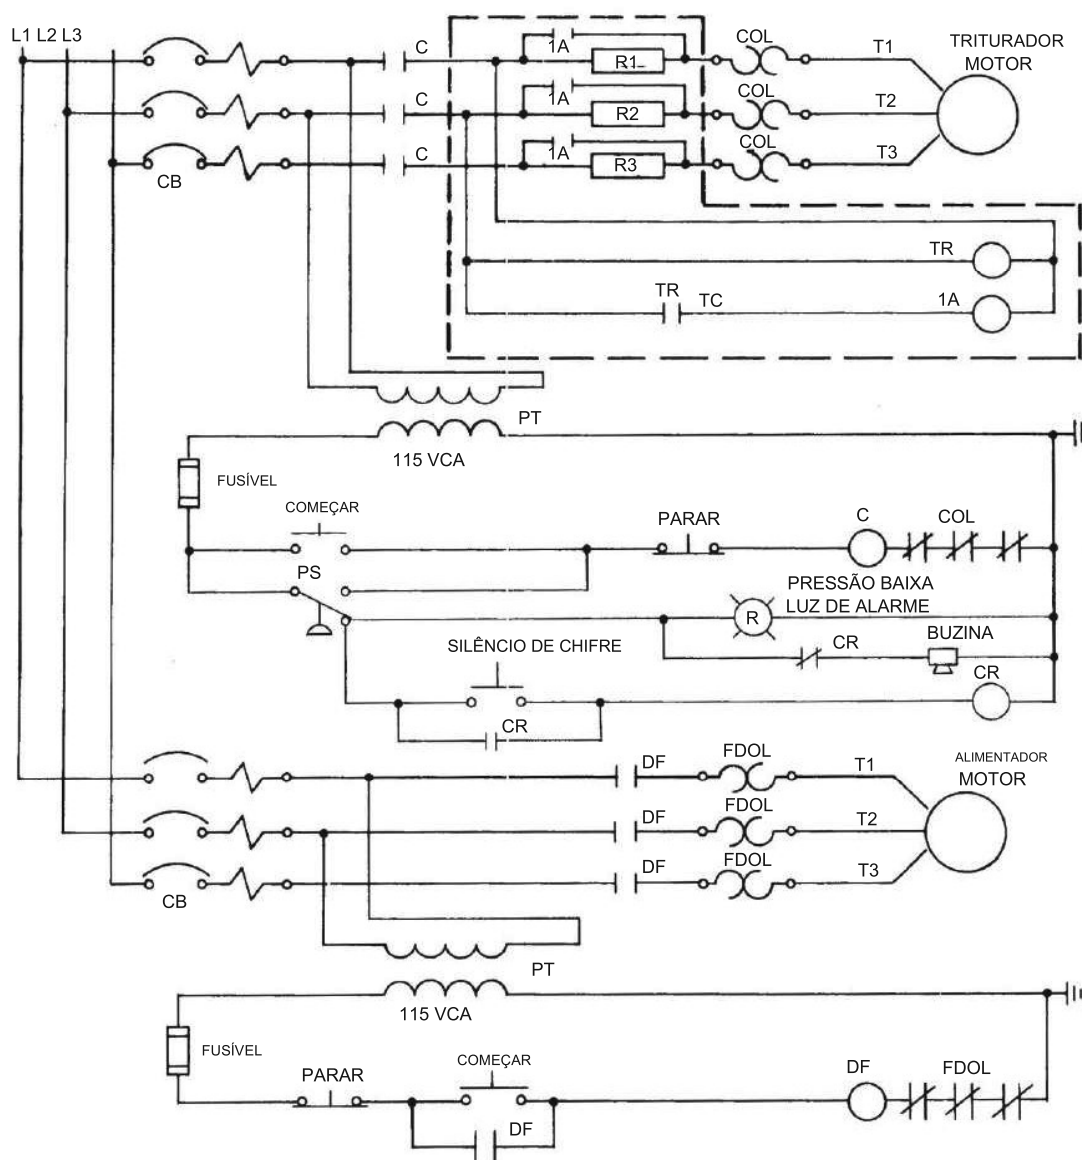 L1 L2 L3
C
1A
R1
COL
T1
TRITURADOR
MOTOR
C
1A
R2
COL
T2
CB
C
1A
R3
COL
T3
TR
TR
TC
1A
PT
115 VCA
FUSÍVEL
COMEÇAR
PARAR
C
COL
PS
PRESSÃO BAIXA
LUZ DE ALARME
R
CR
BUZINA
SILÊNCIO DE CHIFRE
CR
CR
DF
FDOL
T1
ALIMENTADOR
MOTOR
DF
FDOL
T2
DF
FDOL
T3
CB
PT
115 VCA
FUSÍVEL
PARAR
COMEÇAR
DF
FDOL
DF